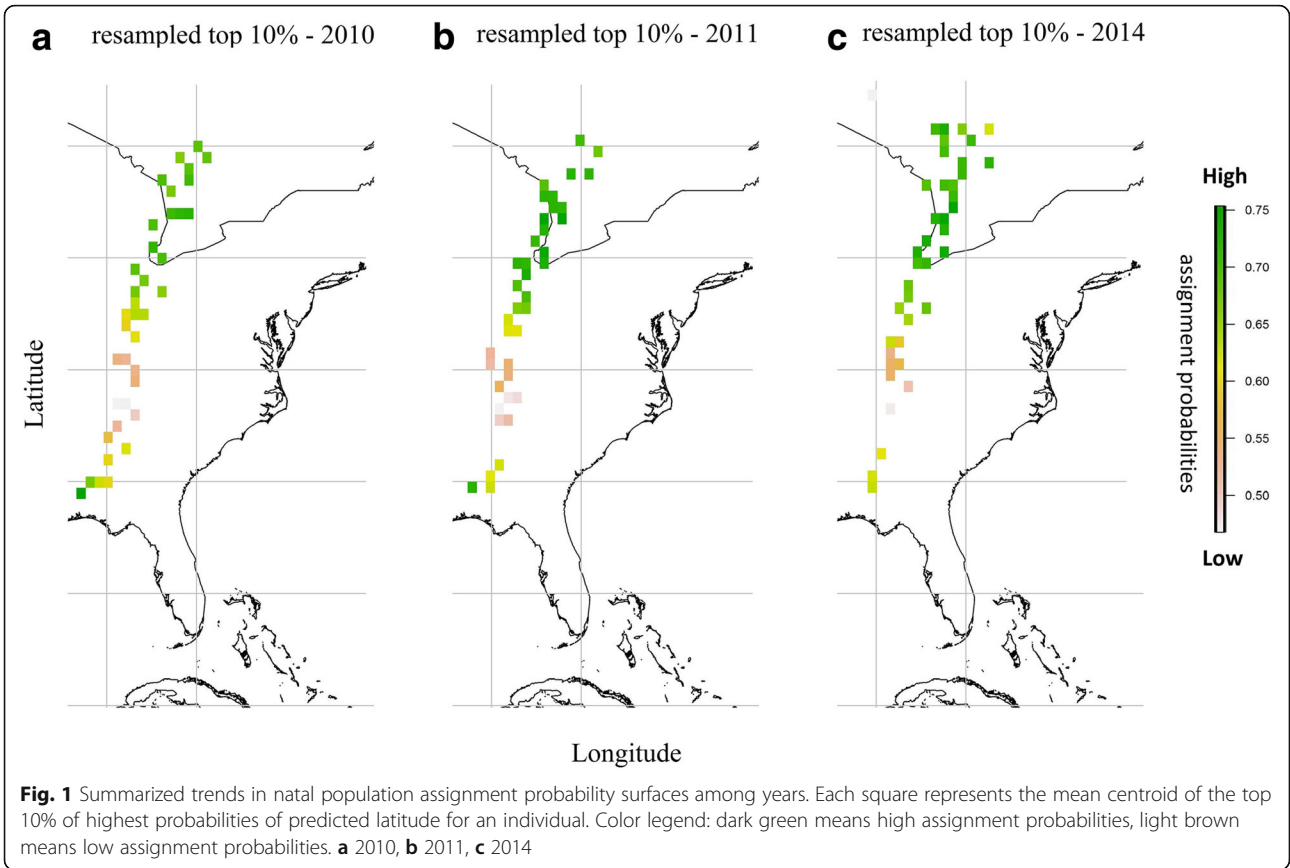 a resampled top 10% - 2010
b resampled top 10% - 2011
c resampled top 10% - 2014
Latitude
Longitude
High
0.75
0.70
0.65
0.60
0.55
0.50
assignment probabilities
Low
Fig. 1 Summarized trends in natal population assignment probability surfaces among years. Each square represents the mean centroid of the top
10% of highest probabilities of predicted latitude for an individual. Color legend: dark green means high assignment probabilities, light brown
means low assignment probabilities. a 2010, b 2011, c 2014